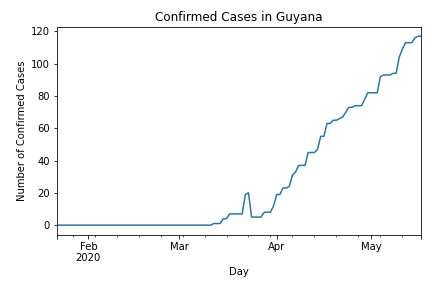 Confirmed Cases in Guyana
Number of Confirmed Cases
120
100
80
60
40
20
0
Feb
2020
Mar
Apr
May
Day